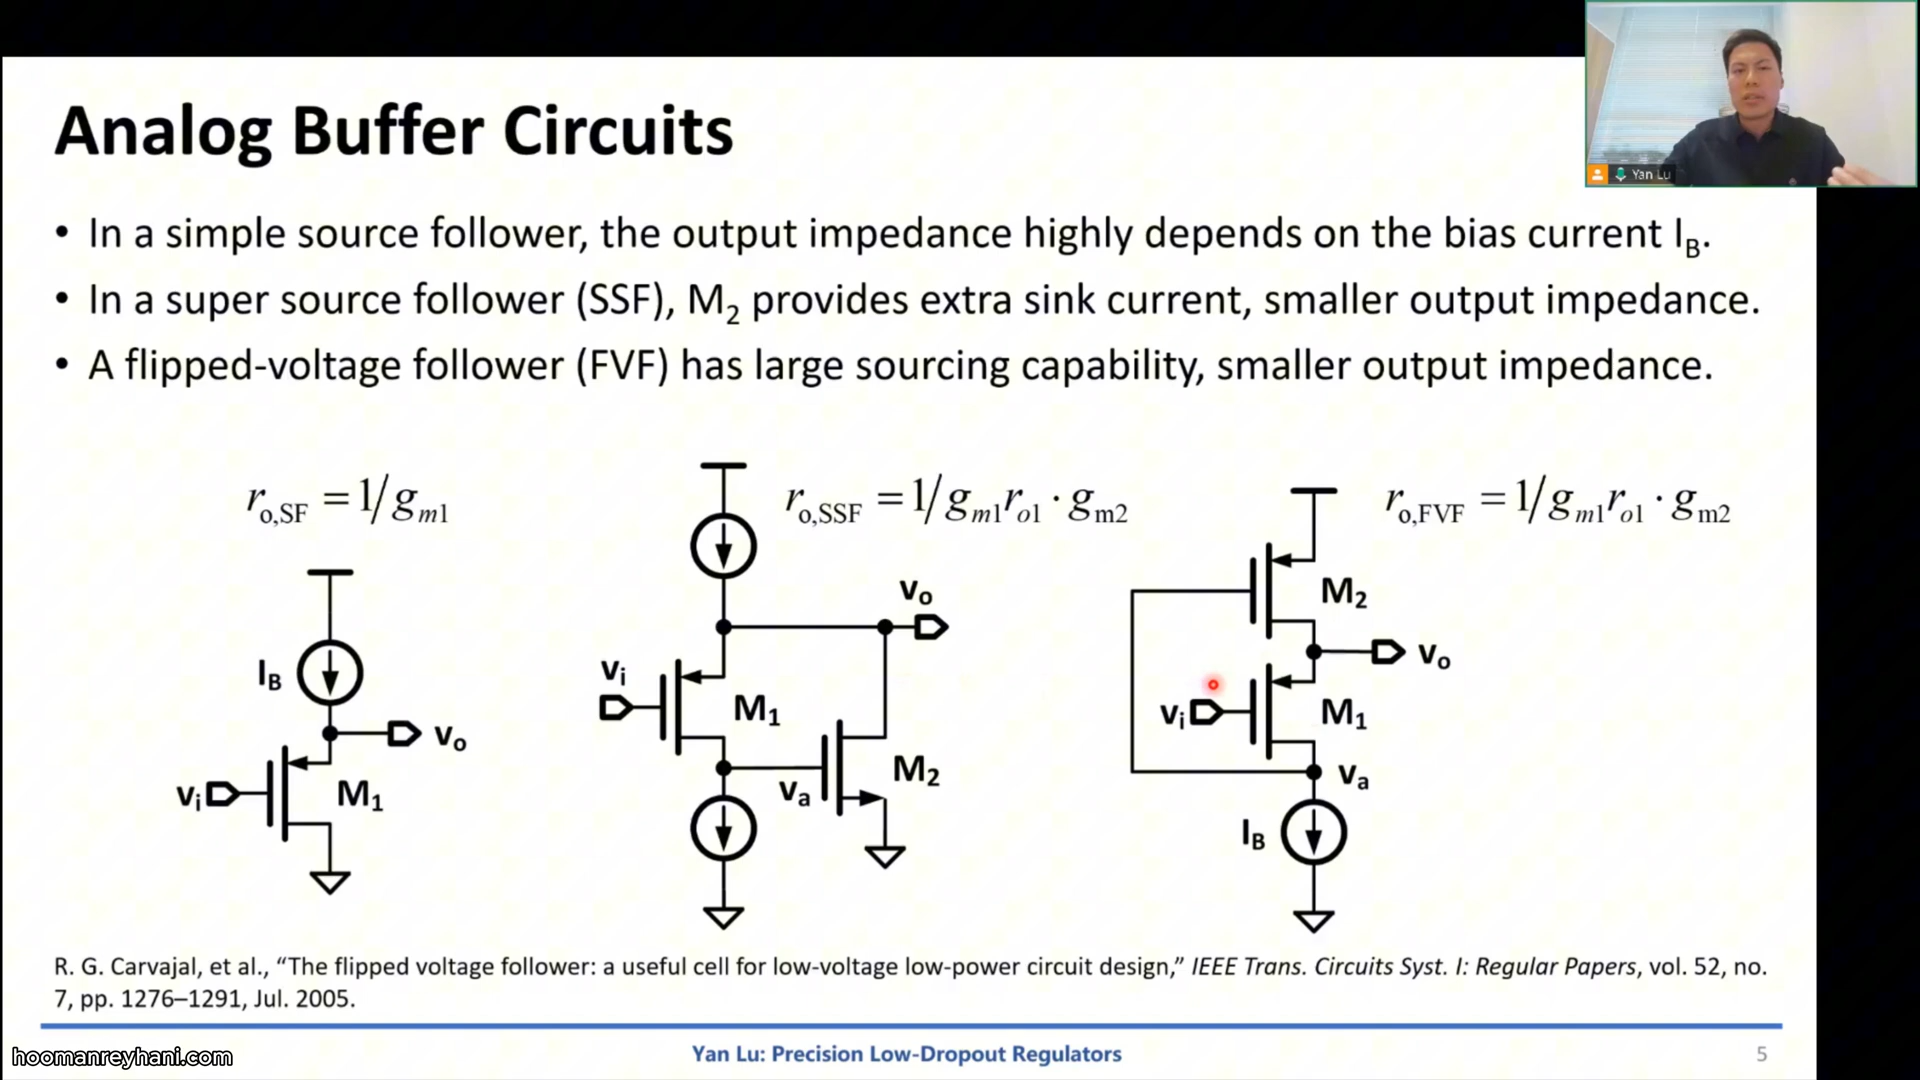 Analog Buffer Circuits
Yan Lu
• In a simple source follower, the output impedance highly depends on the bias current I_B.
• In a super source follower (SSF), M_2 provides extra sink current, smaller output impedance.
• A flipped-voltage follower (FVF) has large sourcing capability, smaller output impedance.
r_o,SF = 1/g_m1
r_o,SSF = 1/g_m1 r_o1 · g_m2
r_o,FVF = 1/g_m1 r_o1 · g_m2
I_B
v_o
v_i
M_1
v_o
v_i
M_1
v_a
M_2
M_2
v_o
v_i
M_1
v_a
I_B
R. G. Carvajal, et al., “The flipped voltage follower: a useful cell for low-voltage low-power circuit design,” IEEE Trans. Circuits Syst. I: Regular Papers, vol. 52, no.
7, pp. 1276–1291, Jul. 2005.
hoomanreyhani.com
Yan Lu: Precision Low-Dropout Regulators
5